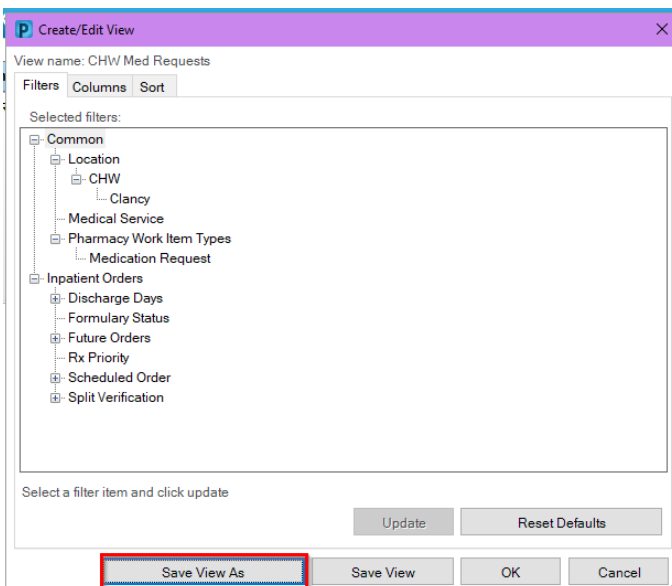 P Create/Edit View
View name: CHW Med Requests
Filters Columns Sort
Selected filters:
Common
Location
CHW
Clancy
Medical Service
Pharmacy Work Item Types
Medication Request
Inpatient Orders
Discharge Days
Formulary Status
Future Orders
Rx Priority
Scheduled Order
Split Verification
Select a filter item and click update
Update Reset Defaults
Save View As Save View OK Cancel